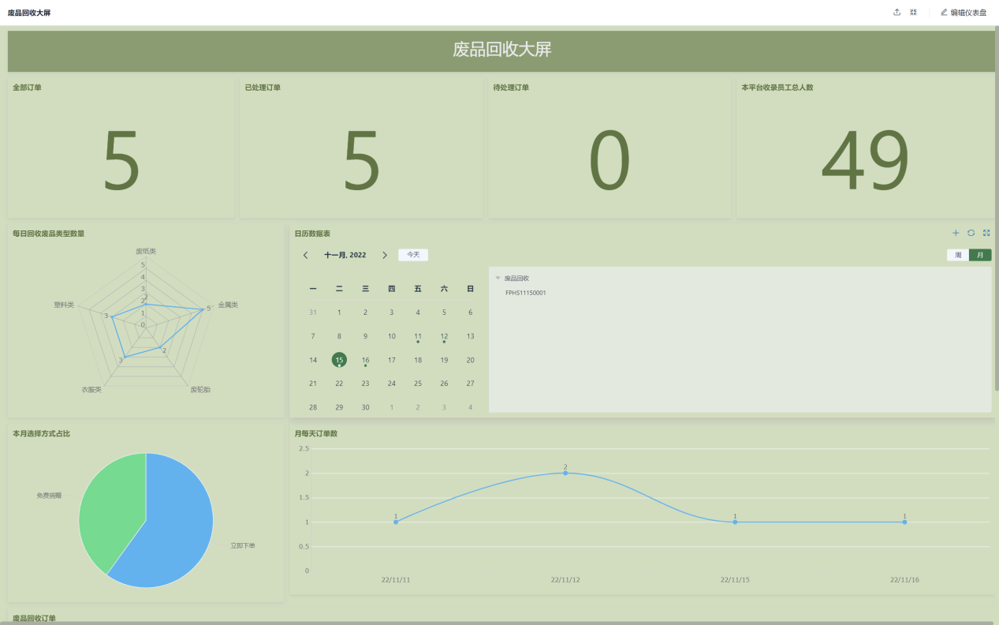 废品回收大屏
编辑仪表盘
废品回收大屏
全部订单
已处理订单
待处理订单
本平台收录员工总人数
5
5
0
49
每日回收废品类型数量
废纸类
5
4
3
2
2
1
0
金属类
5
塑料类
3
2
3
衣服类
废轮胎
日历数据表
十一月, 2022
今天
周
月
一 二 三 四 五 六 日
31 1 2 3 4 5 6
7 8 9 10 11 12 13
14 15 16 17 18 19 20
21 22 23 24 25 26 27
28 29 30 1 2 3 4
废品回收
FPHS11150001
本月选择方式占比
免费捐赠
立即下单
月每天订单数
2.5
2
1.5
1
0.5
0
1
2
1
1
22/11/11
22/11/12
22/11/15
22/11/16
废品回收订单